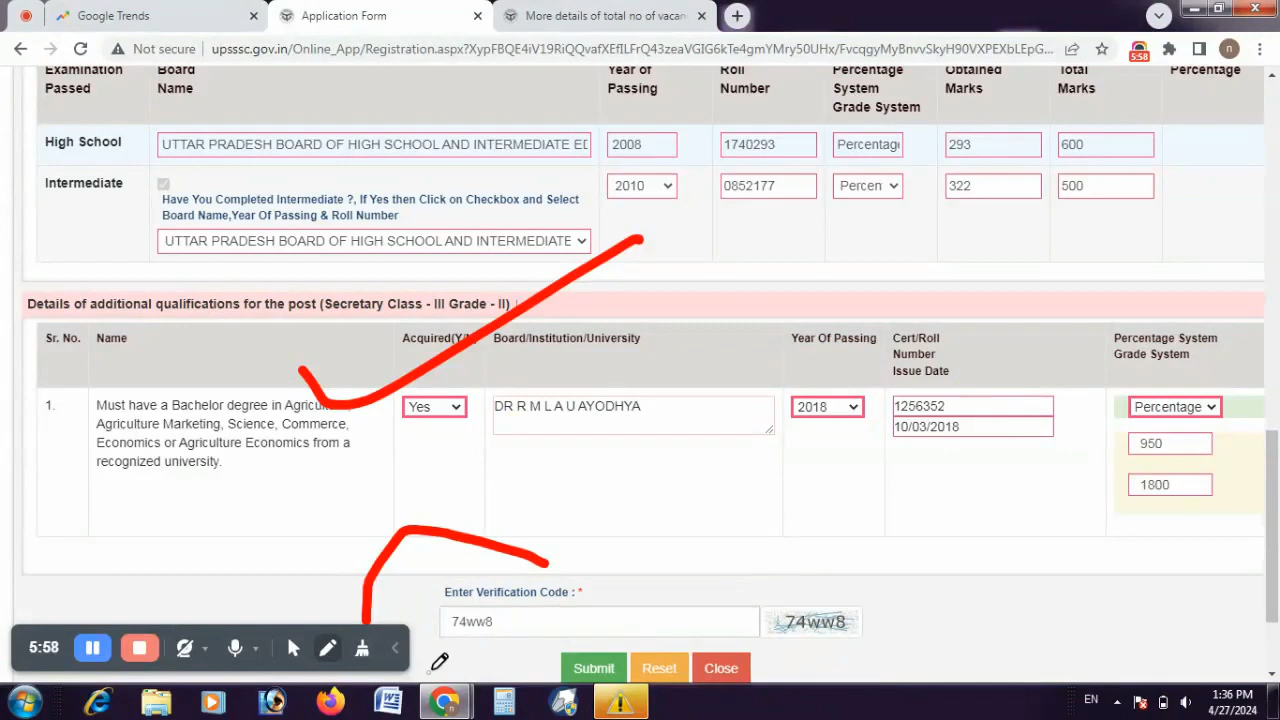 Google Trends
Application Form
More details of total no of vacan
Not secure
upsssc.gov.in/Online_App/Registration.aspx?XypFBQE4iV19RiQQvafXEfILFrQ43zeaVGIG6kTe4gmYMry50UHx/FvcqgyMyBnvvSkyH90VXPEXbLEpG...
n
5:58
Examination Passed
Board Name
Year of Passing
Roll Number
Percentage System Grade System
Obtained Marks
Total Marks
Percentage
High School
UTTAR PRADESH BOARD OF HIGH SCHOOL AND INTERMEDIATE ED
2008
1740293
Percentag
293
600
Intermediate
Have You Completed Intermediate ?, If Yes then Click on Checkbox and Select
Board Name,Year Of Passing & Roll Number
UTTAR PRADESH BOARD OF HIGH SCHOOL AND INTERMEDIATE
2010
0852177
Percen
322
500
Details of additional qualifications for the post (Secretary Class - III Grade - II)
Sr. No.
Name
Acquired(Y/
Board/Institution/University
Year Of Passing
Cert/Roll
Number
Issue Date
Percentage System
Grade System
1.
Must have a Bachelor degree in Agricu
Agriculture Marketing, Science, Commerce,
Economics or Agriculture Economics from a
recognized university.
Yes
DR R M L A U AYODHYA
2018
1256352
10/03/2018
Percentage
950
1800
Enter Verification Code : *
74ww8
74ww8
5:58
Submit
Reset
Close
EN
1:36 PM
4/27/2024